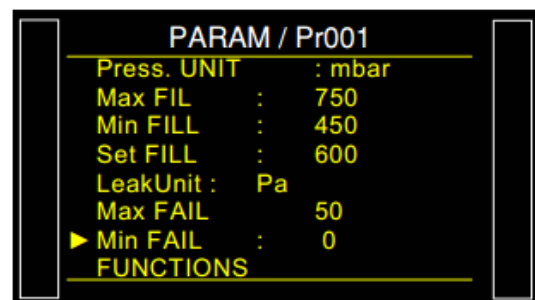 PARAM / Pr001
Press. UNIT : mbar
Max FIL : 750
Min FILL : 450
Set FILL : 600
LeakUnit : Pa
Max FAIL 50
Min FAIL : 0
FUNCTIONS